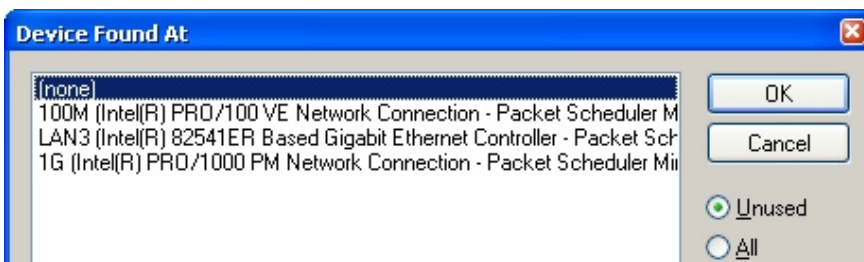 Device Found At
(none)
100M (Intel(R) PRO/100 VE Network Connection - Packet Scheduler M
LAN3 (Intel(R) 82541ER Based Gigabit Ethernet Controller - Packet Sch
1G (Intel(R) PRO/1000 PM Network Connection - Packet Scheduler Mi
OK
Cancel
Unused
All